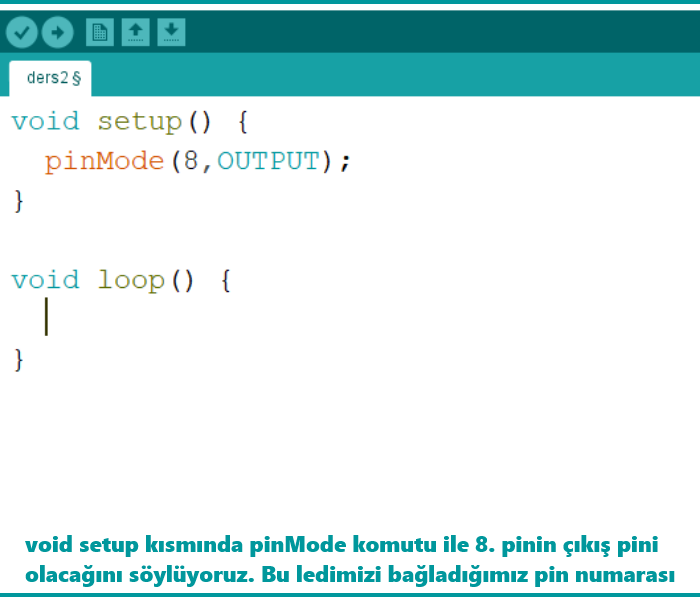 ders2 §
void setup() {
pinMode(8,OUTPUT);
}
void loop() {
}
void setup kısmında pinMode komutu ile 8. pinin çıkış pini
olacağını söylüyoruz. Bu ledimizi bağladığımız pin numarası